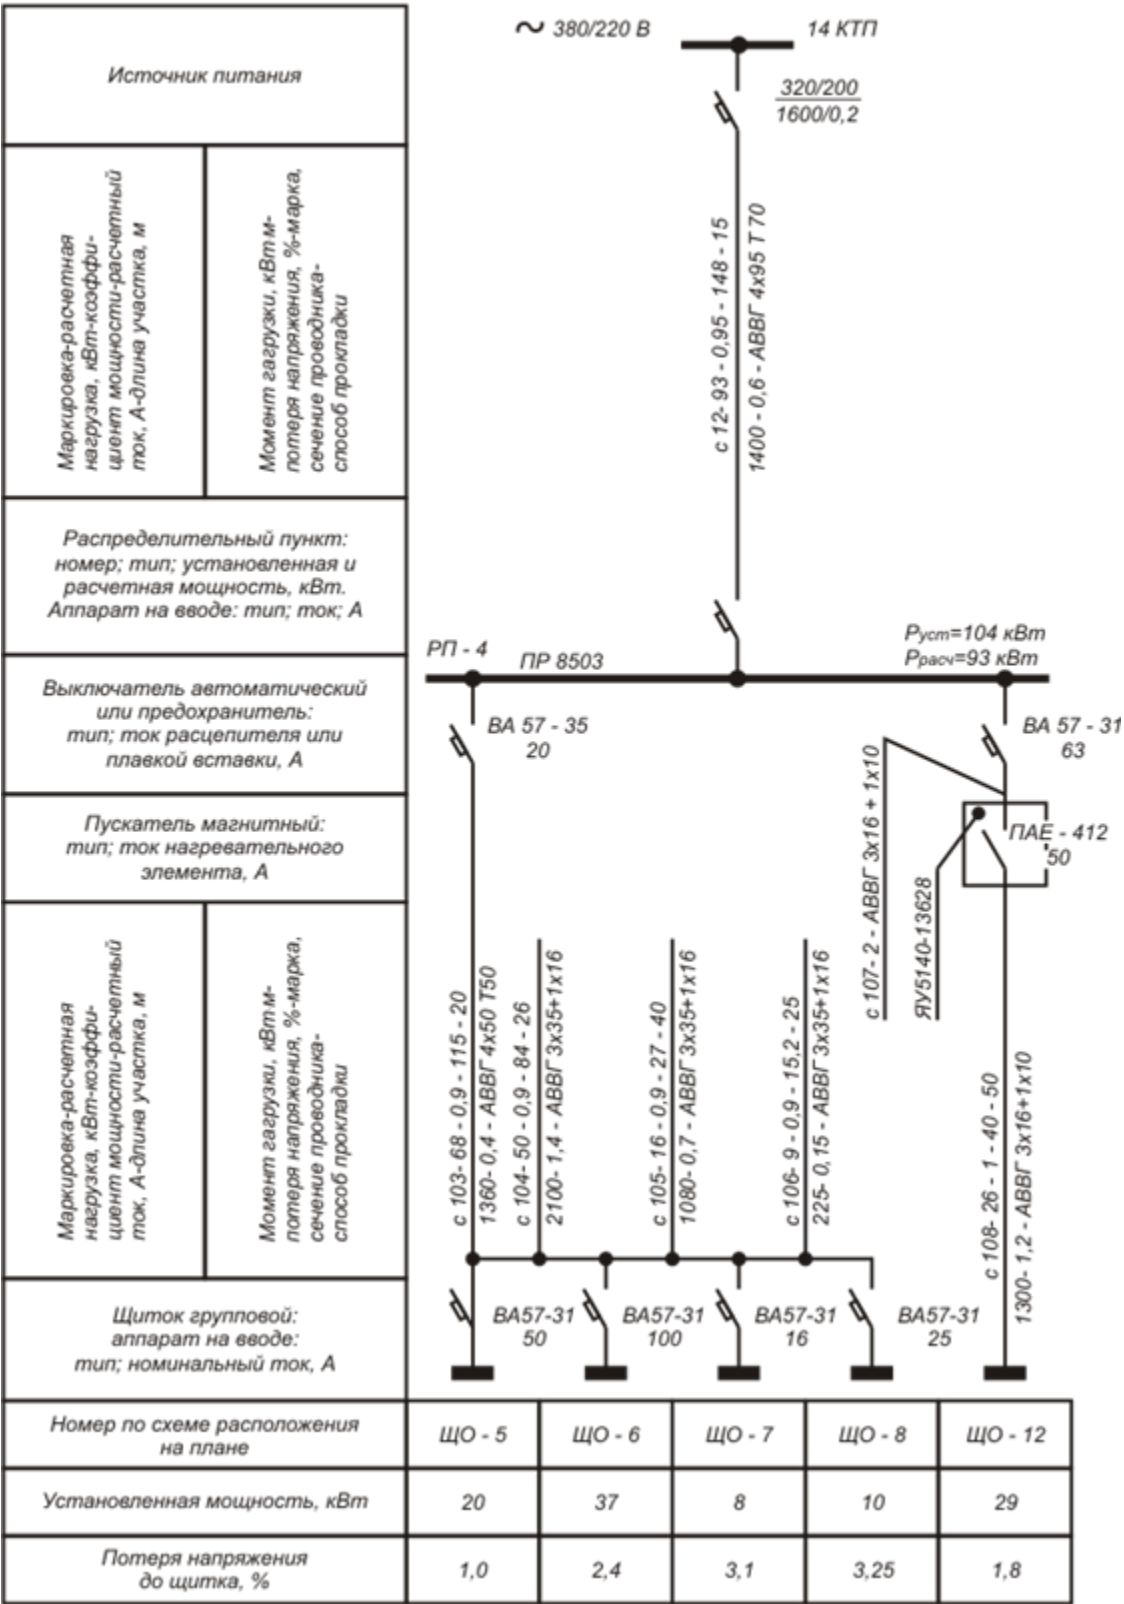 ~ 380/220 В
14 КТП
320/200
1600/0,2
Источник питания
Маркировка-расчетная
нагрузка, кВт-коэффи-
циент мощности-расчетный
ток, А-длина участка, м
Момент гагрузки, кВтм-
потеря напряжения, %-марка,
сечение проводника-
способ прокладки
с 12- 93 - 0,95 - 148 - 15
1400 - 0,6 - АВВГ 4х95 Т 70
Распределительный пункт:
номер; тип; установленная и
расчетная мощность, кВт.
Аппарат на вводе: тип; ток; А
РП - 4
ПР 8503
Руст=104 кВт
Ррасч=93 кВт
Выключатель автоматический
или предохранитель:
тип; ток расцепителя или
плавкой вставки, А
ВА 57 - 35
20
ВА 57 - 31
63
Пускатель магнитный:
тип; ток нагревательного
элемента, А
ПАЕ - 412
50
с 107- 2 - АВВГ 3х16 + 1х10
ЯУ5140-13628
Маркировка-расчетная
нагрузка, кВт-коэффи-
циент мощности-расчетный
ток, А-длина участка, м
Момент гагрузки, кВтм-
потеря напряжения, %-марка,
сечение проводника-
способ прокладки
с 103- 68 - 0,9 - 115 - 20
1360- 0,4 - АВВГ 4х50 Т50
с 104- 50 - 0,9 - 84 - 26
2100- 1,4 - АВВГ 3х35+1х16
с 105- 16 - 0,9 - 27 - 40
1080- 0,7 - АВВГ 3х35+1х16
с 106- 9 - 0,9 - 15,2 - 25
225- 0,15 - АВВГ 3х35+1х16
с 108- 26 - 1 - 40 - 50
1300- 1,2 - АВВГ 3х16+1х10
Щиток групповой:
аппарат на вводе:
тип; номинальный ток, А
ВА57-31
50
ВА57-31
100
ВА57-31
16
ВА57-31
25
Номер по схеме расположения
на плане
ЩО - 5
ЩО - 6
ЩО - 7
ЩО - 8
ЩО - 12
Установленная мощность, кВт
20
37
8
10
29
Потеря напряжения
до щитка, %
1,0
2,4
3,1
3,25
1,8